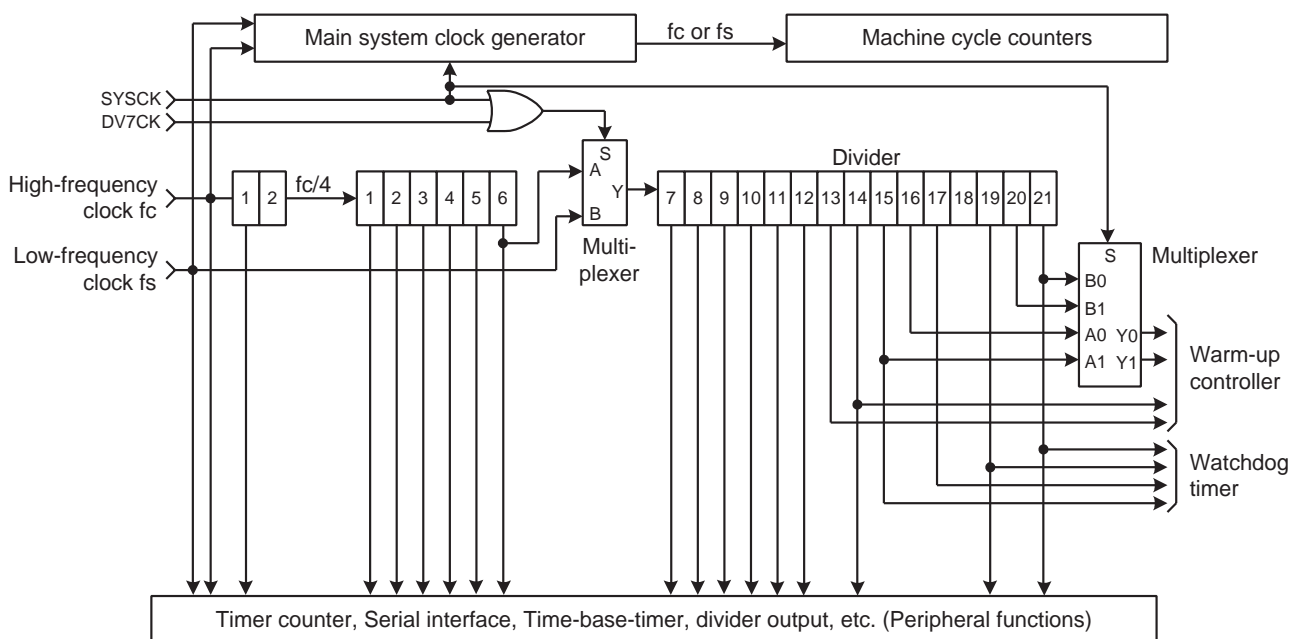 Main system clock generator
fc or fs
Machine cycle counters
SYSCK
DV7CK
High-frequency
clock fc
1 2
fc/4
1 2 3 4 5 6
S
A
Y
B
Multi-
plexer
Divider
7 8 9 10 11 12 13 14 15 16 17 18 19 20 21
Low-frequency
clock fs
S
Multiplexer
B0
B1
A0 Y0
A1 Y1
Warm-up
controller
Watchdog
timer
Timer counter, Serial interface, Time-base-timer, divider output, etc. (Peripheral functions)